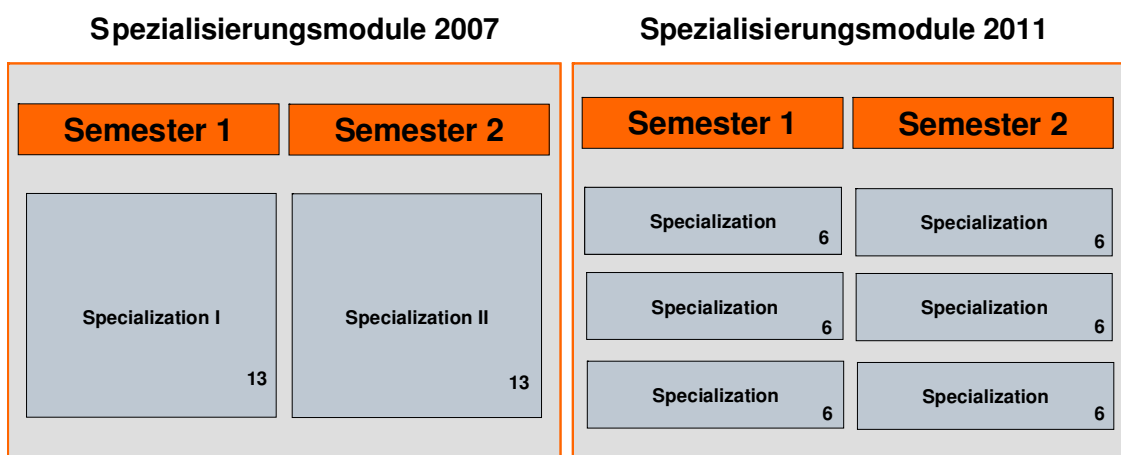 Spezialisierungsmodule 2007
Semester 1
Semester 2
Specialization I
13
Specialization II
13
Spezialisierungsmodule 2011
Semester 1
Semester 2
Specialization
6
Specialization
6
Specialization
6
Specialization
6
Specialization
6
Specialization
6